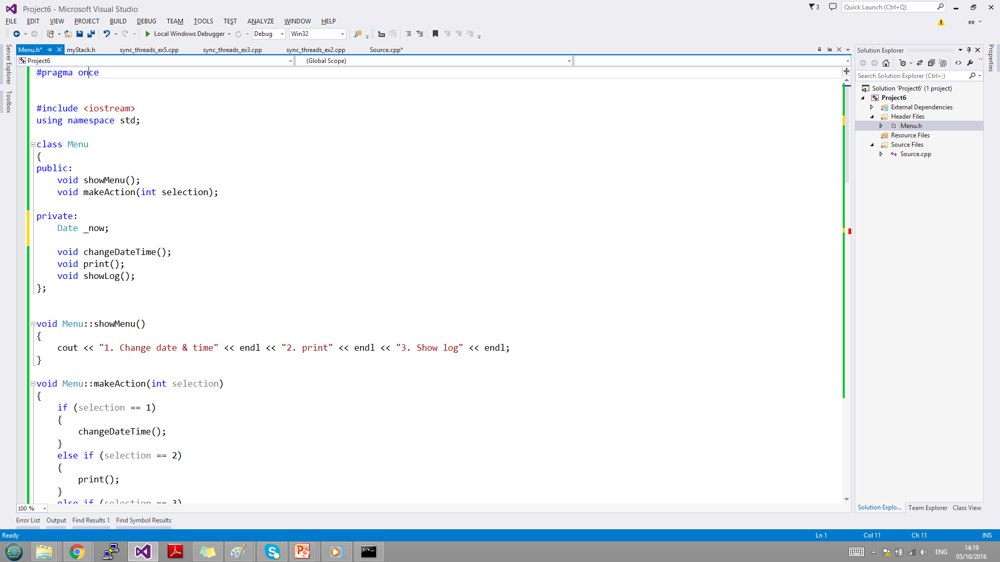 Project6 - Microsoft Visual Studio
3
Quick Launch (Ctrl+Q)
FILE EDIT VIEW PROJECT BUILD DEBUG TEAM TOOLS TEST ANALYZE WINDOW HELP
ee
Local Windows Debugger Debug Win32
Menu.h* myStack.h sync_threads_ex5.cpp sync_threads_ex3.cpp sync_threads_ex2.cpp Source.cpp*
Project6 (Global Scope)
Server Explorer
Toolbox
#pragma once
#include <iostream>
using namespace std;
class Menu
{
public:
void showMenu();
void makeAction(int selection);
private:
Date _now;
void changeDateTime();
void print();
void showLog();
};
void Menu::showMenu()
{
cout << "1. Change date & time" << endl << "2. print" << endl << "3. Show log" << endl;
}
void Menu::makeAction(int selection)
{
if (selection == 1)
{
changeDateTime();
}
else if (selection == 2)
{
print();
}
else if (selection == 3)
100 %
Solution Explorer
Search Solution Explorer (Ctrl+;)
Solution 'Project6' (1 project)
Project6
External Dependencies
Header Files
Menu.h
Resource Files
Source Files
Source.cpp
Properties
Solution Explo... Team Explorer Class View
Error List Output Find Results 1 Find Symbol Results
Ready Ln 1 Col 11 Ch 11 INS
C:\
ENG
14:19
05/10/2016